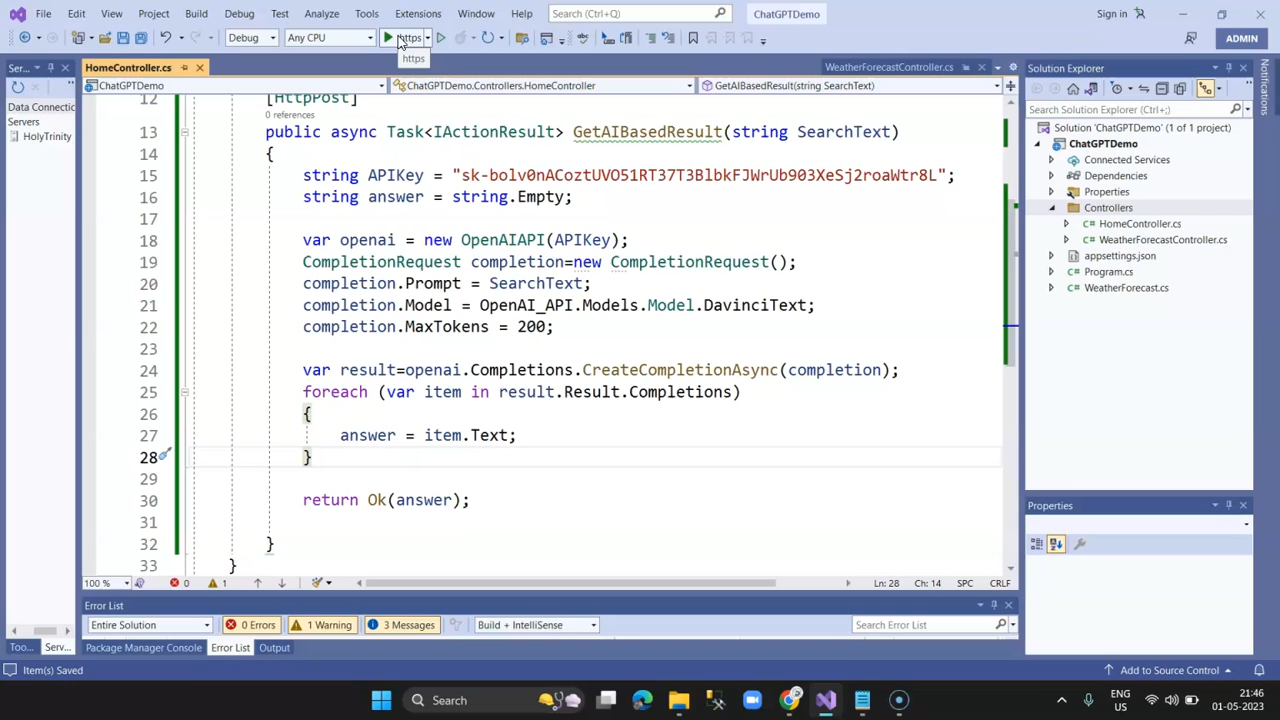 File Edit View Project Build Debug Test Analyze Tools Extensions Window Help Search (Ctrl+Q) ChatGPTDemo Sign in
Debug Any CPU https ADMIN
https
Ser...
HomeController.cs
WeatherForecastController.cs
Solution Explorer
Notifications
ChatGPTDemo
ChatGPTDemo.Controllers.HomeController
GetAIBasedResult(string SearchText)
Data Connections
Servers
HolyTrinity
12 [HttpPost]
0 references
13 public async Task<IActionResult> GetAIBasedResult(string SearchText)
14 {
15 string APIKey = "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";
16 string answer = string.Empty;
17
18 var openai = new OpenAIAPI(APIKey);
19 CompletionRequest completion=new CompletionRequest();
20 completion.Prompt = SearchText;
21 completion.Model = OpenAI_API.Models.Model.DavinciText;
22 completion.MaxTokens = 200;
23
24 var result=openai.Completions.CreateCompletionAsync(completion);
25 foreach (var item in result.Result.Completions)
26 {
27 answer = item.Text;
28 }
29
30 return Ok(answer);
31
32 }
33 }
Search Solution Explorer (Ctrl+;)
Solution 'ChatGPTDemo' (1 of 1 project)
ChatGPTDemo
Connected Services
Dependencies
Properties
Controllers
HomeController.cs
WeatherForecastController.cs
appsettings.json
Program.cs
WeatherForecast.cs
Properties
100 % 0 1 Ln: 28 Ch: 14 SPC CRLF
Error List
Entire Solution 0 Errors 1 Warning 3 Messages Build + IntelliSense Search Error List
Too... Serv... Package Manager Console Error List Output
Item(s) Saved Add to Source Control
Search
ENG
US
21:46
01-05-2023